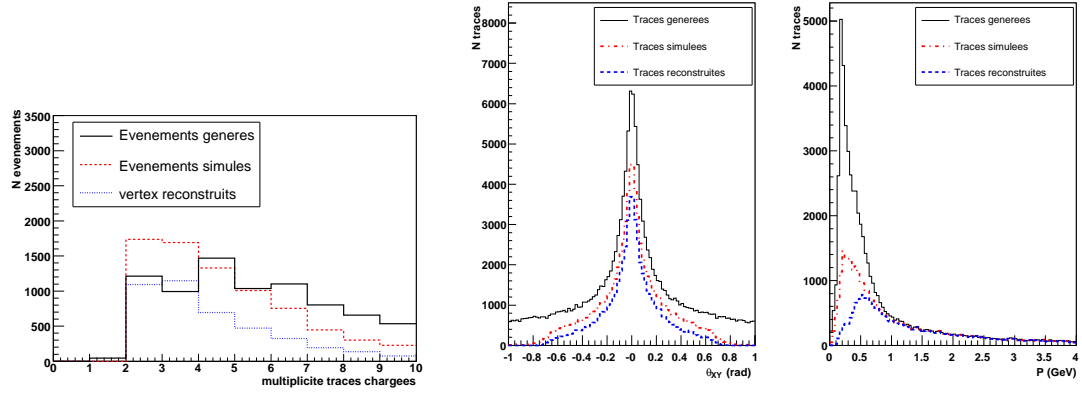 N evenements
3500
3000
2500
2000
1500
1000
500
0
Evenements generes
Evenements simules
vertex reconstruits
0 1 2 3 4 5 6 7 8 9 10
multiplicite traces chargees
N traces
8000
7000
6000
5000
4000
3000
2000
1000
0
Traces generees
Traces simulees
Traces reconstruites
-1 -0.8 -0.6 -0.4 -0.2 -0 0.2 0.4 0.6 0.8 1
θXY (rad)
N traces
5000
4000
3000
2000
1000
0
Traces generees
Traces simulees
Traces reconstruites
0 0.5 1 1.5 2 2.5 3 3.5 4
P (GeV)